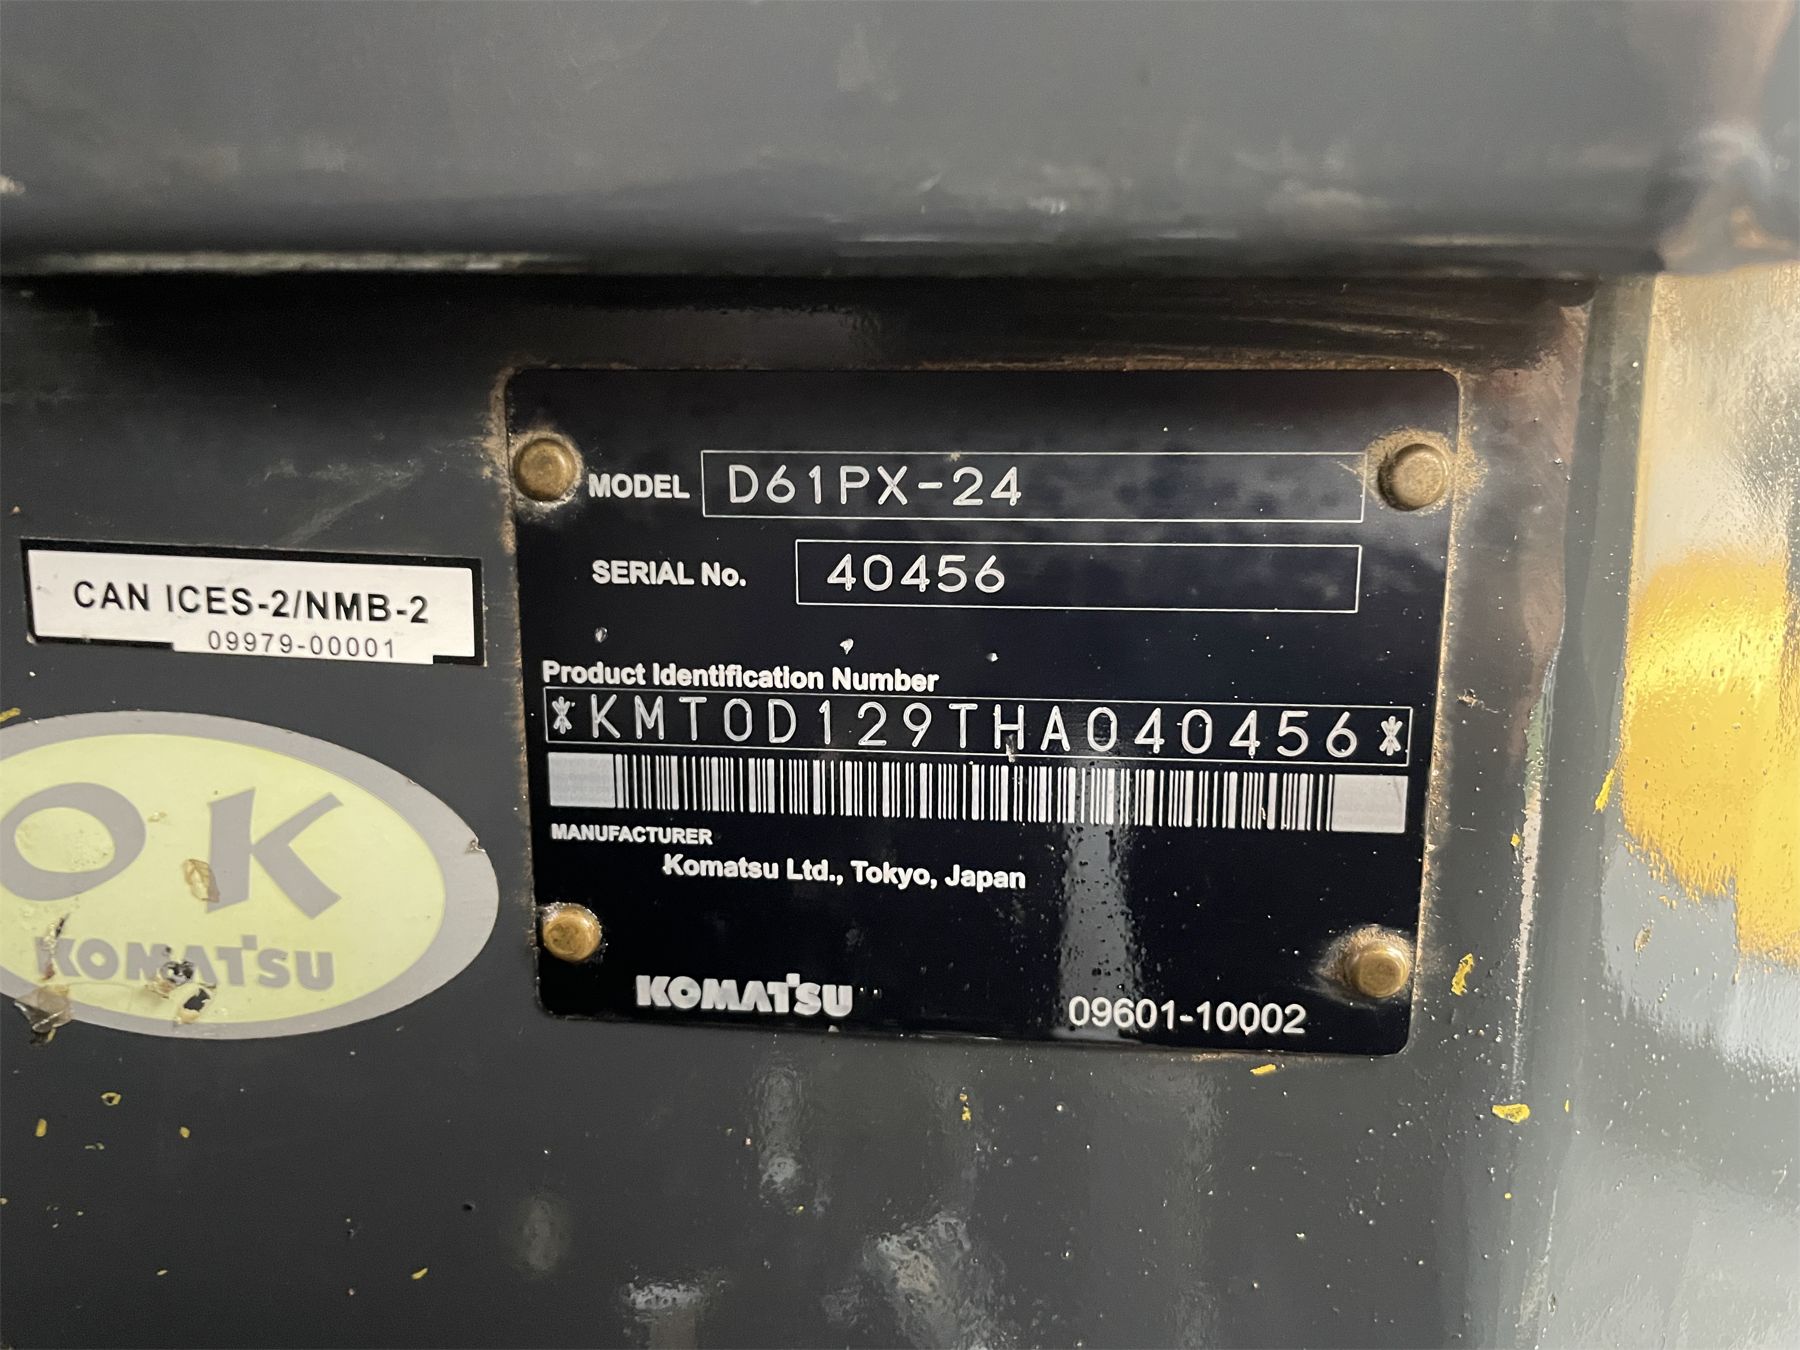 MODEL D61PX-24
SERIAL No. 40456
Product Identification Number
*KMT0D129THA040456*
MANUFACTURER
Komatsu Ltd., Tokyo, Japan
KOMATSU 09601-10002
CAN ICES-2/NMB-2
09979-00001
OK
KOMATSU